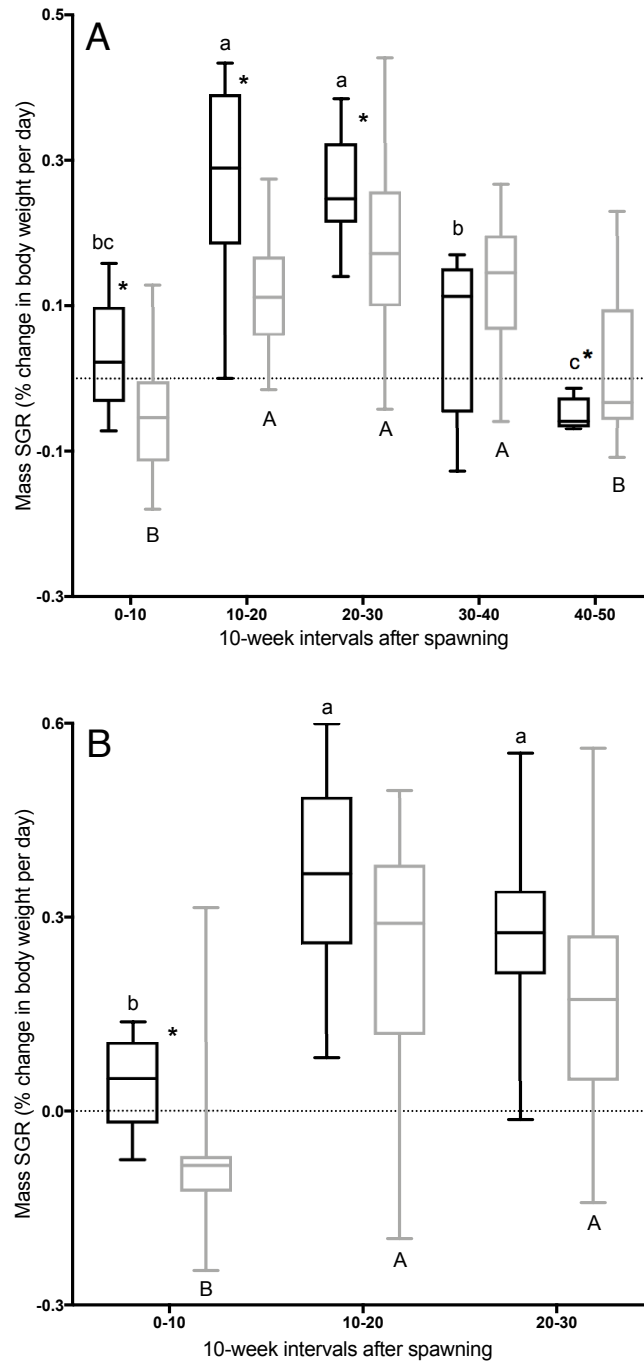 A
0.5
0.3
0.1
-0.1
-0.3
Mass SGR (% change in body weight per day)
bc
*
B
a
*
A
a
*
A
b
A
c
*
B
0-10
10-20
20-30
30-40
40-50
10-week intervals after spawning
B
0.6
0.3
0.0
-0.3
Mass SGR (% change in body weight per day)
b
*
B
a
A
a
A
0-10
10-20
20-30
10-week intervals after spawning